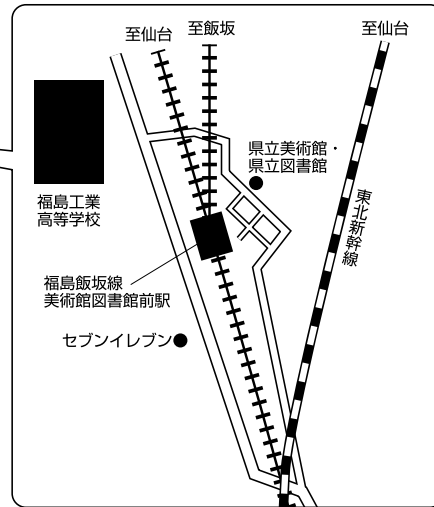 至仙台
至飯坂
至仙台
県立美術館・
県立図書館
福島工業
高等学校
東北新幹線
福島飯坂線
美術館図書館前駅
セブンイレブン